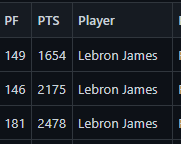 PF PTS Player
149 1654 Lebron James
146 2175 Lebron James
181 2478 Lebron James